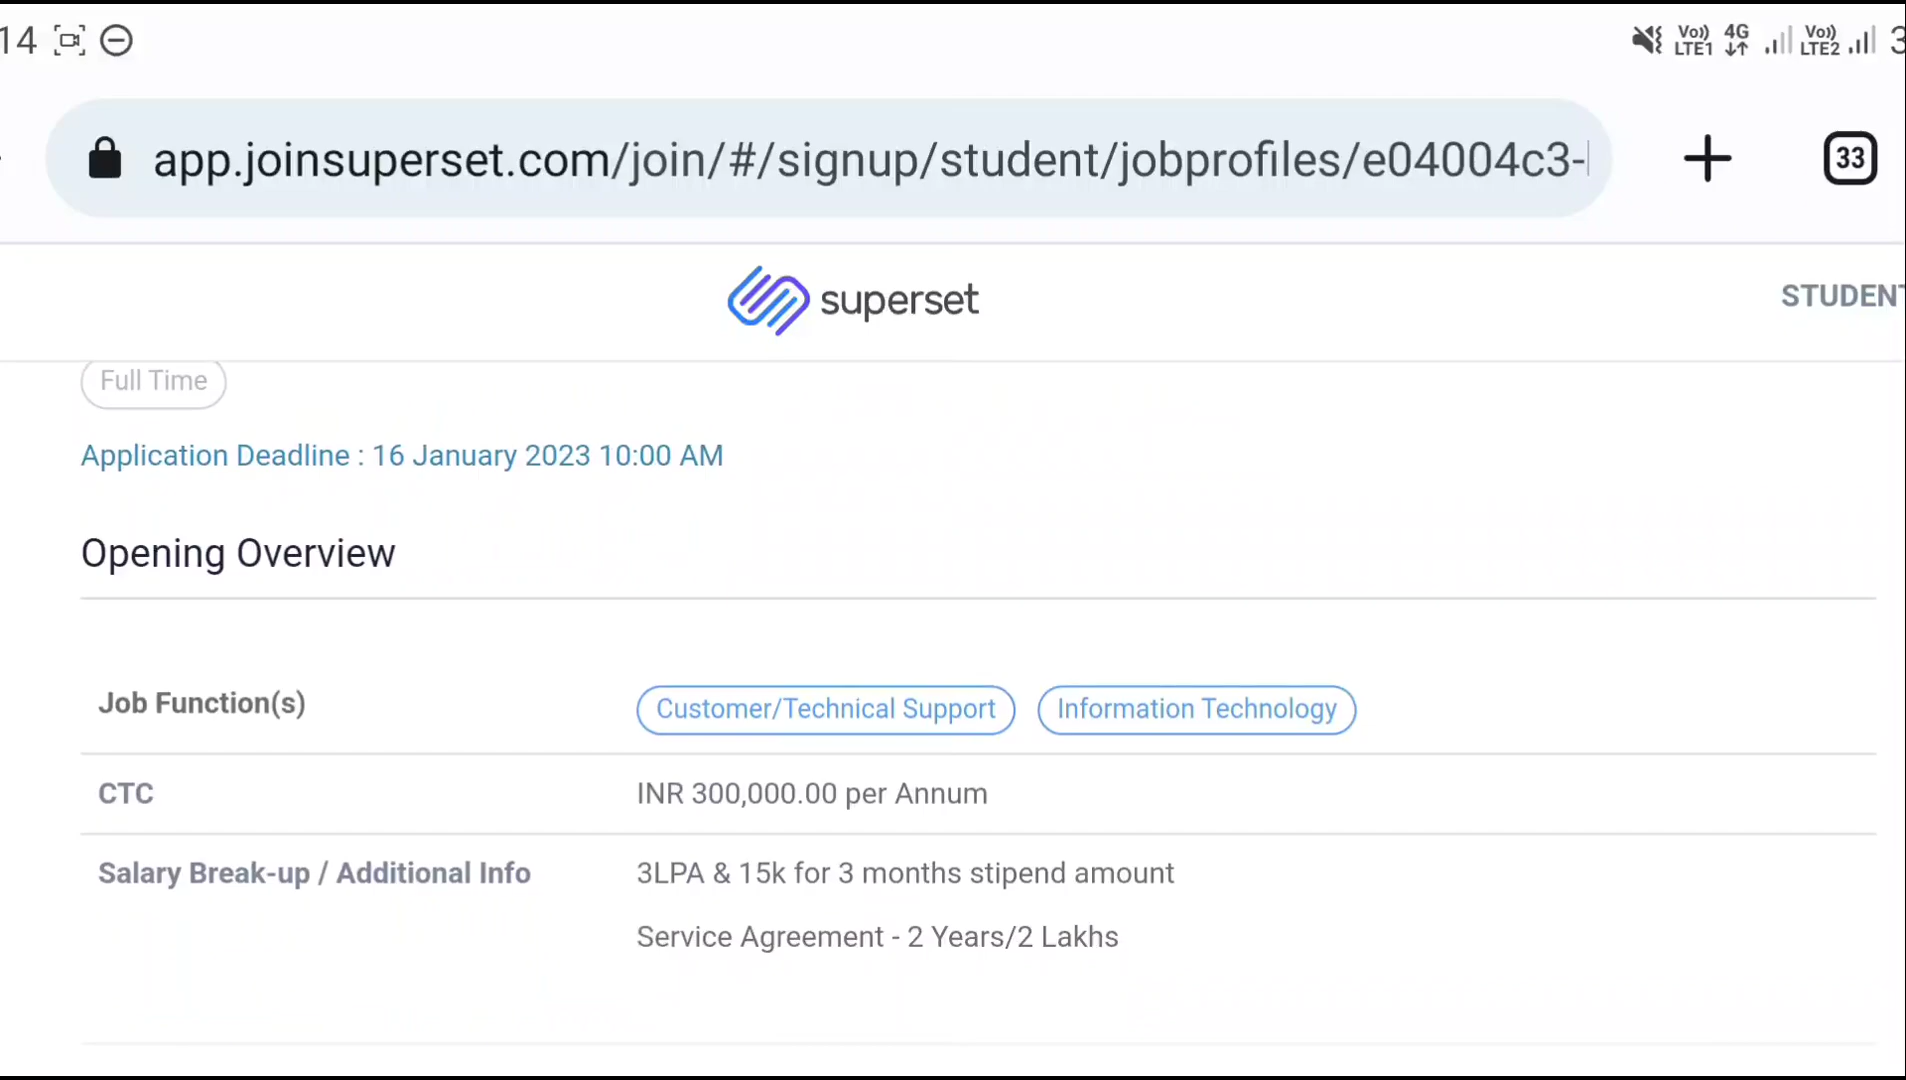 14
Vo)) LTE1 4G Vo)) LTE2 3
app.joinsuperset.com/join/#/signup/student/jobprofiles/e04004c3-
33
superset
STUDENT
Full Time
Application Deadline : 16 January 2023 10:00 AM
Opening Overview
Job Function(s) Customer/Technical Support Information Technology
CTC INR 300,000.00 per Annum
Salary Break-up / Additional Info 3LPA & 15k for 3 months stipend amount
Service Agreement - 2 Years/2 Lakhs